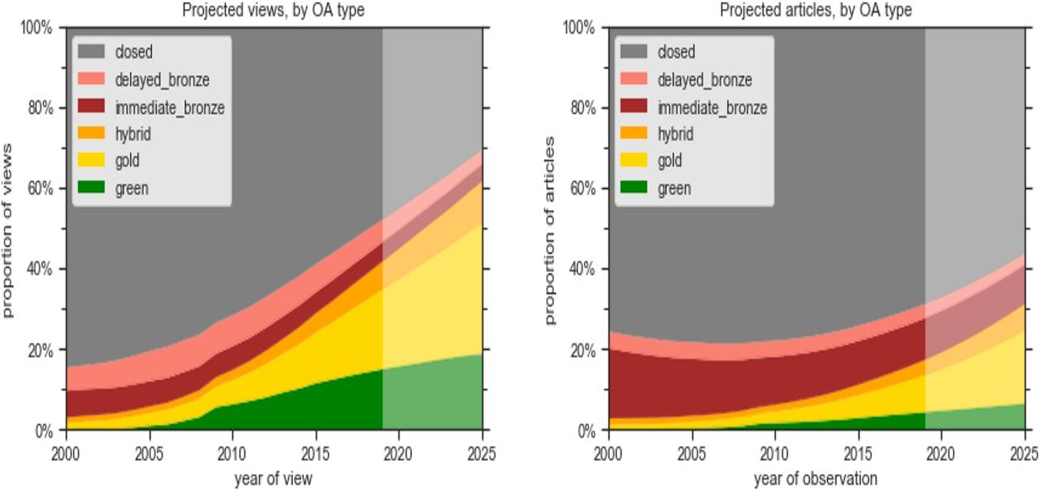 Projected views, by OA type
100%
80%
60%
40%
20%
0%
proportion of views
closed
delayed_bronze
immediate_bronze
hybrid
gold
green
2000 2005 2010 2015 2020 2025
year of view
Projected articles, by OA type
100%
80%
60%
40%
20%
0%
proportion of articles
closed
delayed_bronze
immediate_bronze
hybrid
gold
green
2000 2005 2010 2015 2020 2025
year of observation